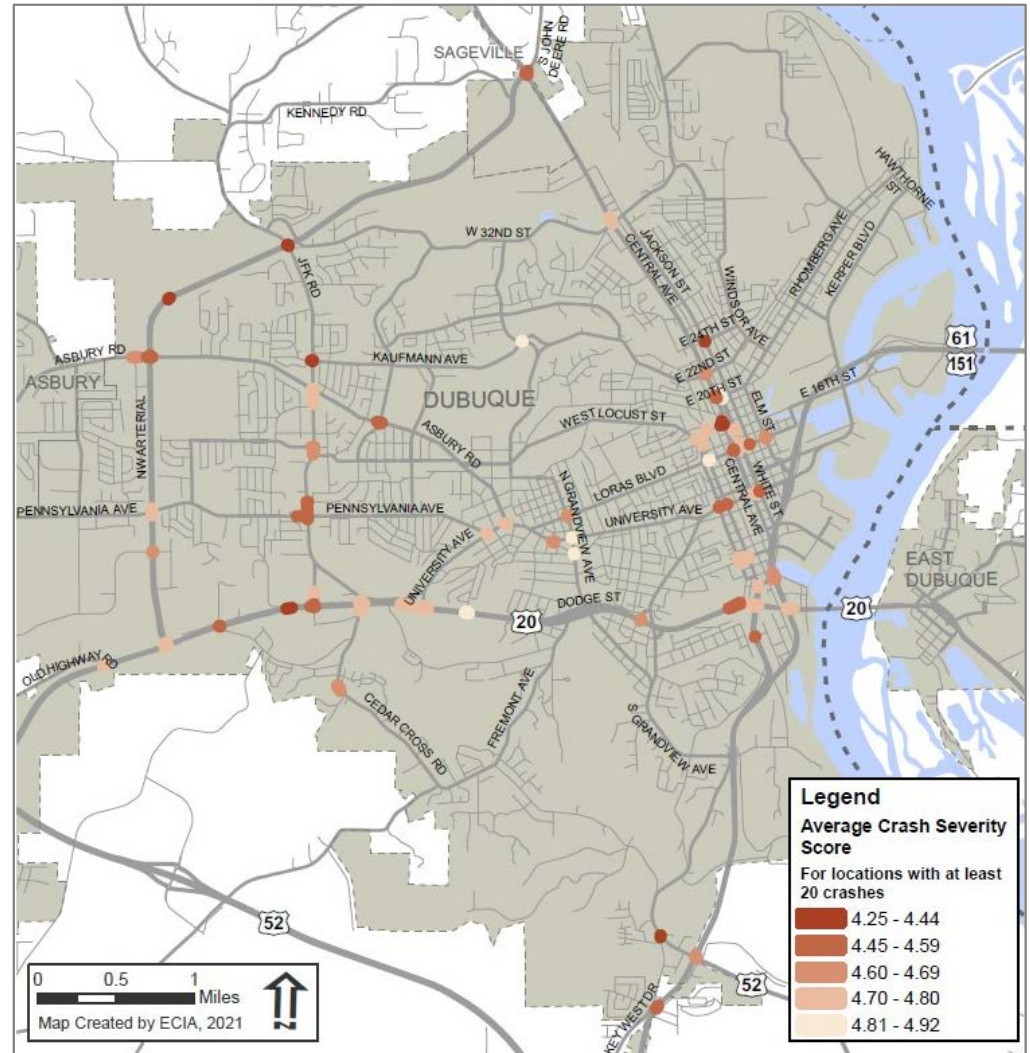 SAGEVILLE
S JOHN
DEERE RD
KENNEDY RD
HAWTHORNE
ST
W 32ND ST
JACKSON ST
CENTRAL AVE
WINDSOR AVE
RHOMBERG AVE
KERPER BLVD
JFK RD
E 24TH ST
61
151
ASBURY RD
KAUFMANN AVE
E 22ND ST
E 20TH ST
E 16TH ST
ASBURY
DUBUQUE
WEST LOCUST ST
ELM ST
NW ARTERIAL
ASBURY RD
N GRANDVIEW AVE
LORAS BLVD
CENTRAL AVE
WHITE ST
PENNSYLVANIA AVE
PENNSYLVANIA AVE
UNIVERSITY AVE
UNIVERSITY AVE
EAST
DUBUQUE
DODGE ST
20
20
OLD HIGHWAY RD
CEDAR CROSS RD
FREMONT AVE
S GRANDVIEW AVE
52
52
KEY WEST DR
Legend
Average Crash Severity
Score
For locations with at least
20 crashes
4.25 - 4.44
4.45 - 4.59
4.60 - 4.69
4.70 - 4.80
4.81 - 4.92
0 0.5 1
Miles
Map Created by ECIA, 2021
N